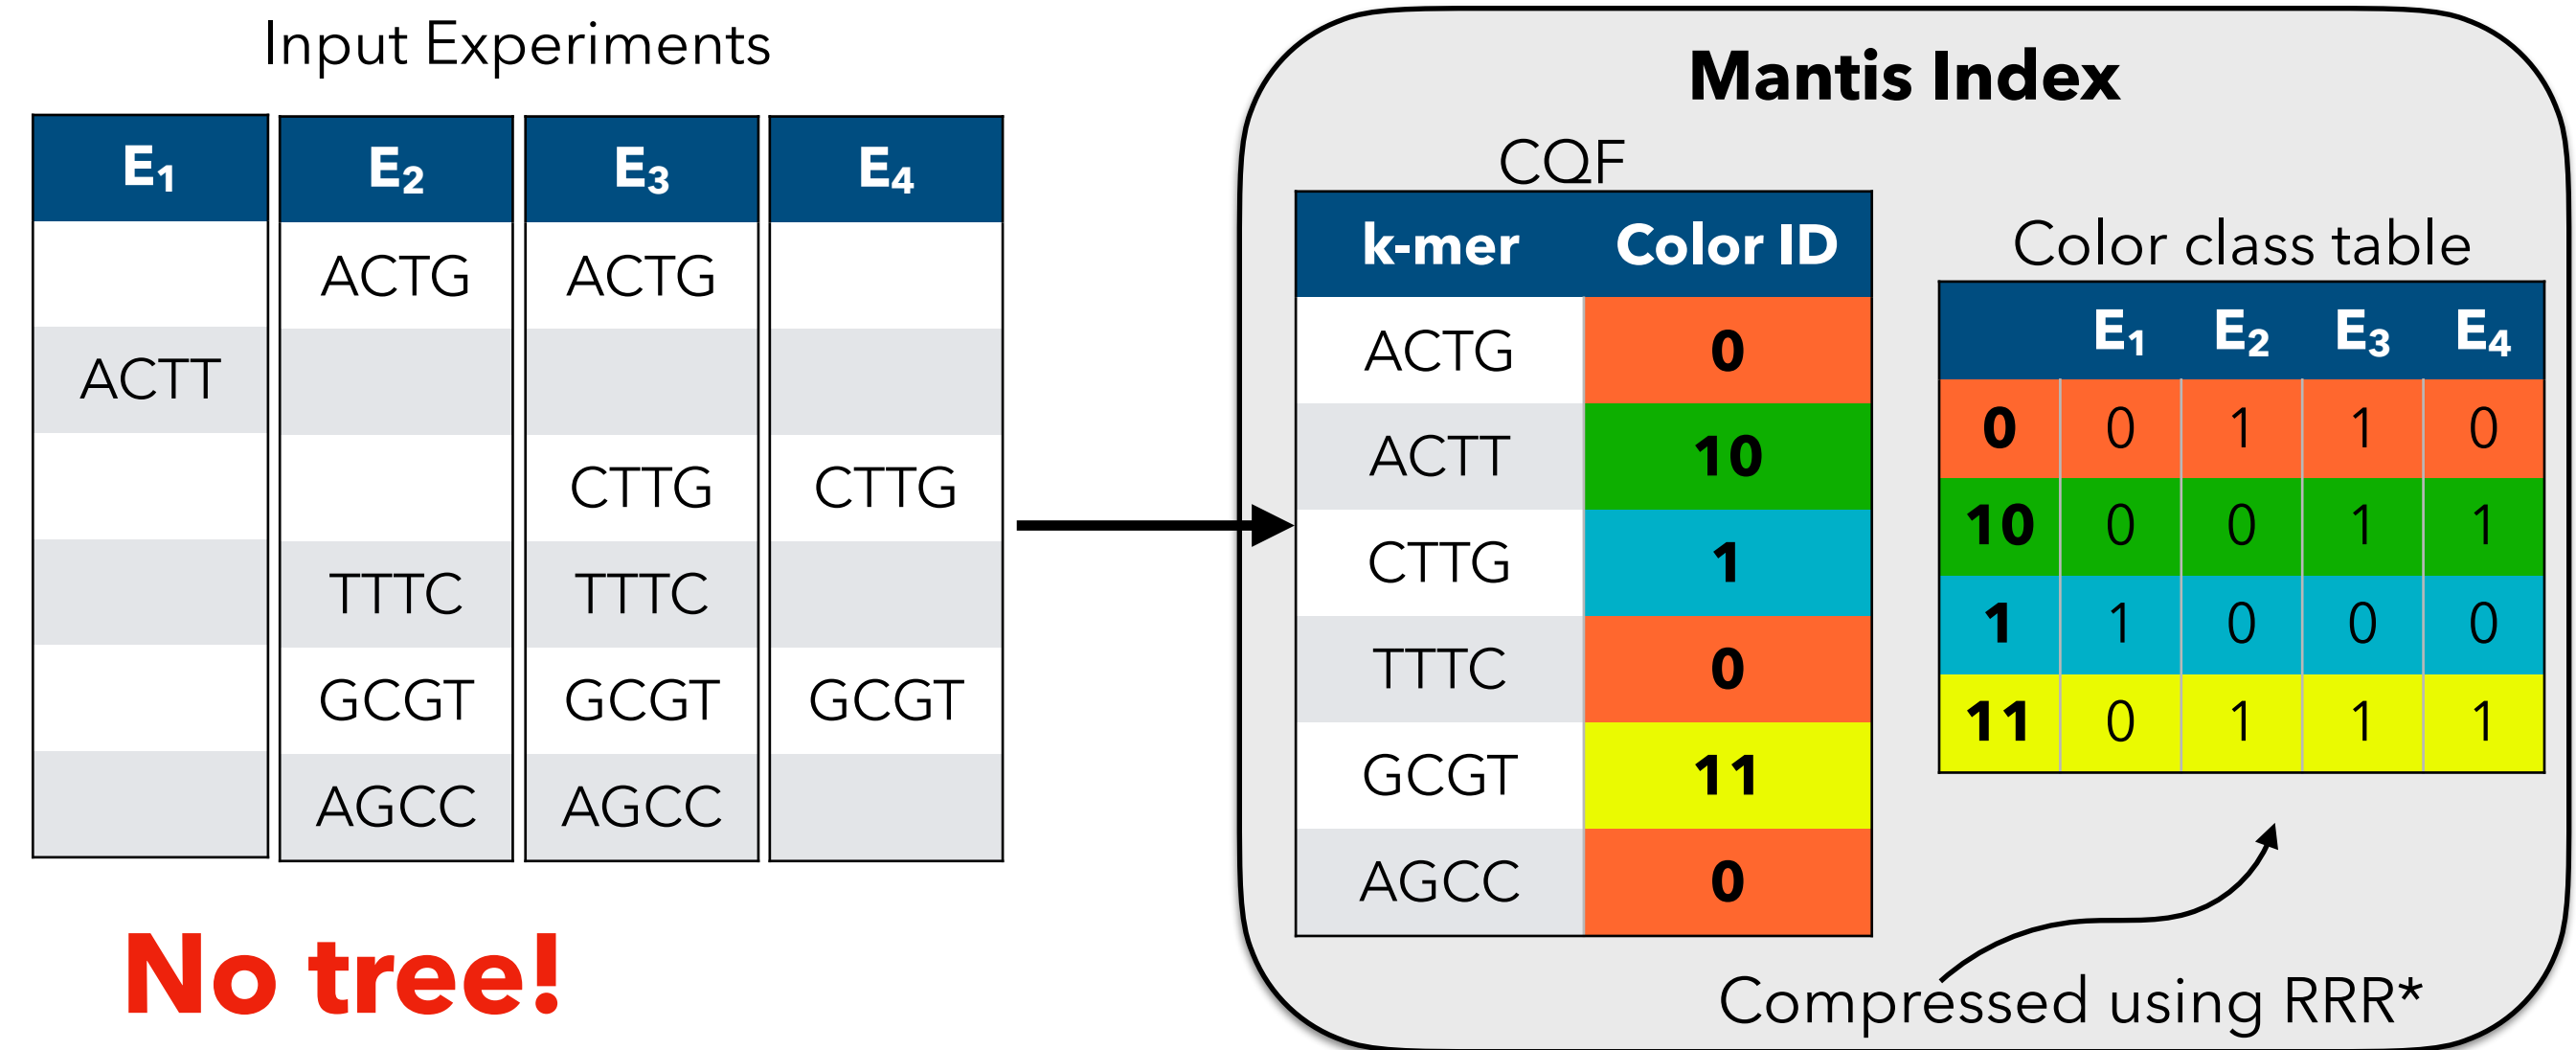 Input Experiments
E₁ E₂ E₃ E₄
ACTG ACTG
ACTT
CTTG CTTG
TTTC TTTC
GCGT GCGT GCGT
AGCC AGCC
No tree!
Mantis Index
CQF
k-mer Color ID
ACTG 0
ACTT 10
CTTG 1
TTTC 0
GCGT 11
AGCC 0
Color class table
E₁ E₂ E₃ E₄
0 0 1 1 0
10 0 0 1 1
1 1 0 0 0
11 0 1 1 1
Compressed using RRR*